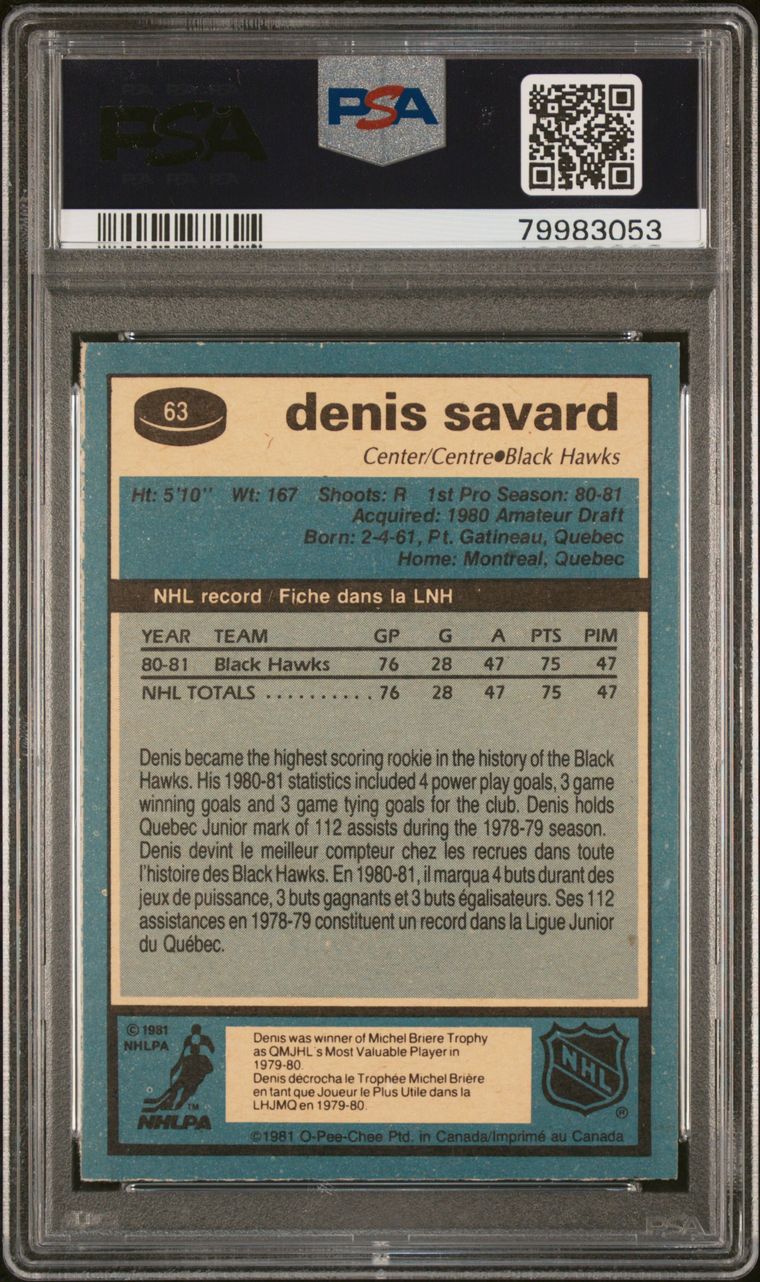 PSA PSA PSA
PSA
PSA PSA PSA
PSA
79983053
63
denis savard
Center/Centre●Black Hawks
Ht: 5'10" Wt: 167 Shoots: R 1st Pro Season: 80-81
Acquired: 1980 Amateur Draft
Born: 2-4-61, Pt. Gatineau, Quebec
Home: Montreal, Quebec
NHL record / Fiche dans la LNH
YEAR TEAM GP G A PTS PIM
80-81 Black Hawks 76 28 47 75 47
NHL TOTALS .......... 76 28 47 75 47
Denis became the highest scoring rookie in the history of the Black
Hawks. His 1980-81 statistics included 4 power play goals, 3 game
winning goals and 3 game tying goals for the club. Denis holds
Quebec Junior mark of 112 assists during the 1978-79 season.
Denis devint le meilleur compteur chez les recrues dans toute
l'histoire des Black Hawks. En 1980-81, il marqua 4 buts durant des
jeux de puissance, 3 buts gagnants et 3 buts égalisateurs. Ses 112
assistances en 1978-79 constituent un record dans la Ligue Junior
du Québec.
© 1981
NHLPA
TM
NHLPA
Denis was winner of Michel Briere Trophy
as QMJHL's Most Valuable Player in
1979-80.
Denis décrocha le Trophée Michel Brière
en tant que Joueur le Plus Utile dans la
LHJMQ en 1979-80.
NHL
®
©1981 O-Pee-Chee Ptd. in Canada/Imprimé au Canada
PSA